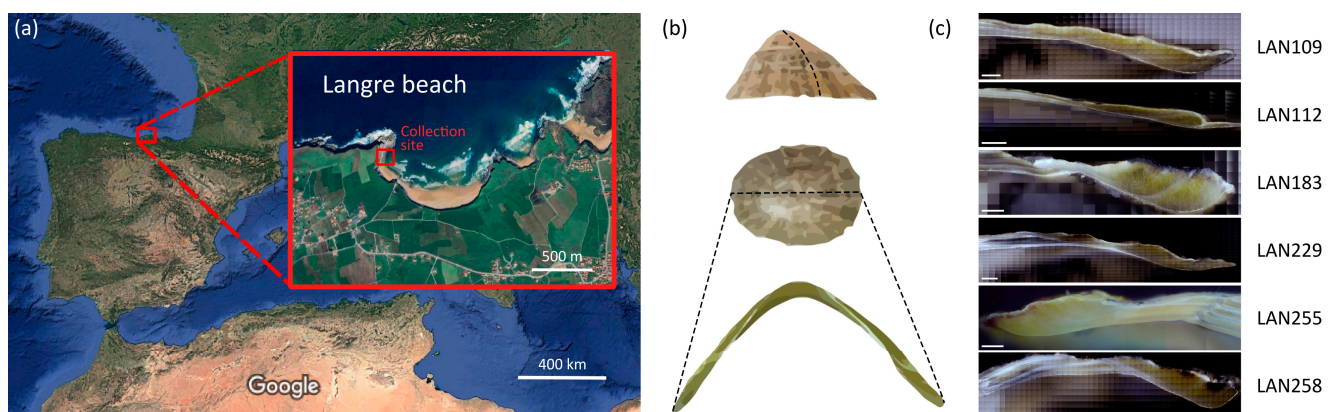 (a)
Langre beach
Collection
site
500 m
400 km
Google
(b)
(c)
LAN109
LAN112
LAN183
LAN229
LAN255
LAN258